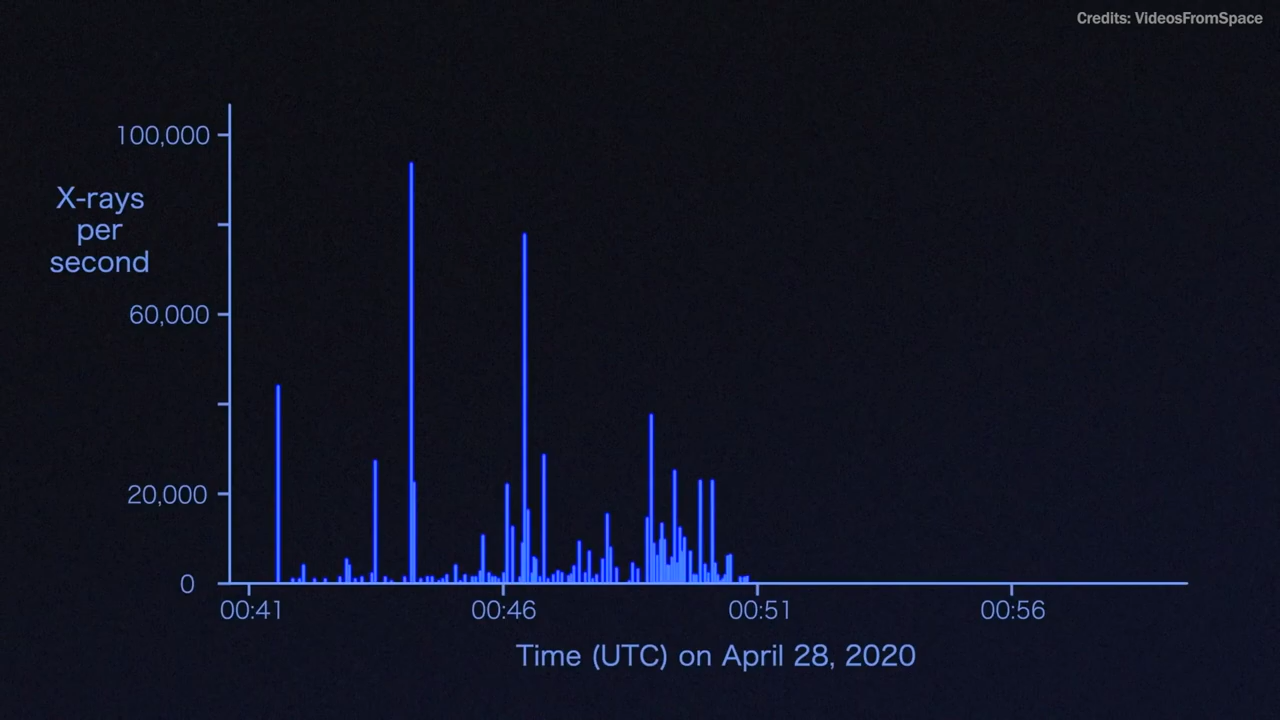 Credits: VideosFromSpace
100,000
X-rays
per
second
60,000
20,000
0
00:41 00:46 00:51 00:56
Time (UTC) on April 28, 2020